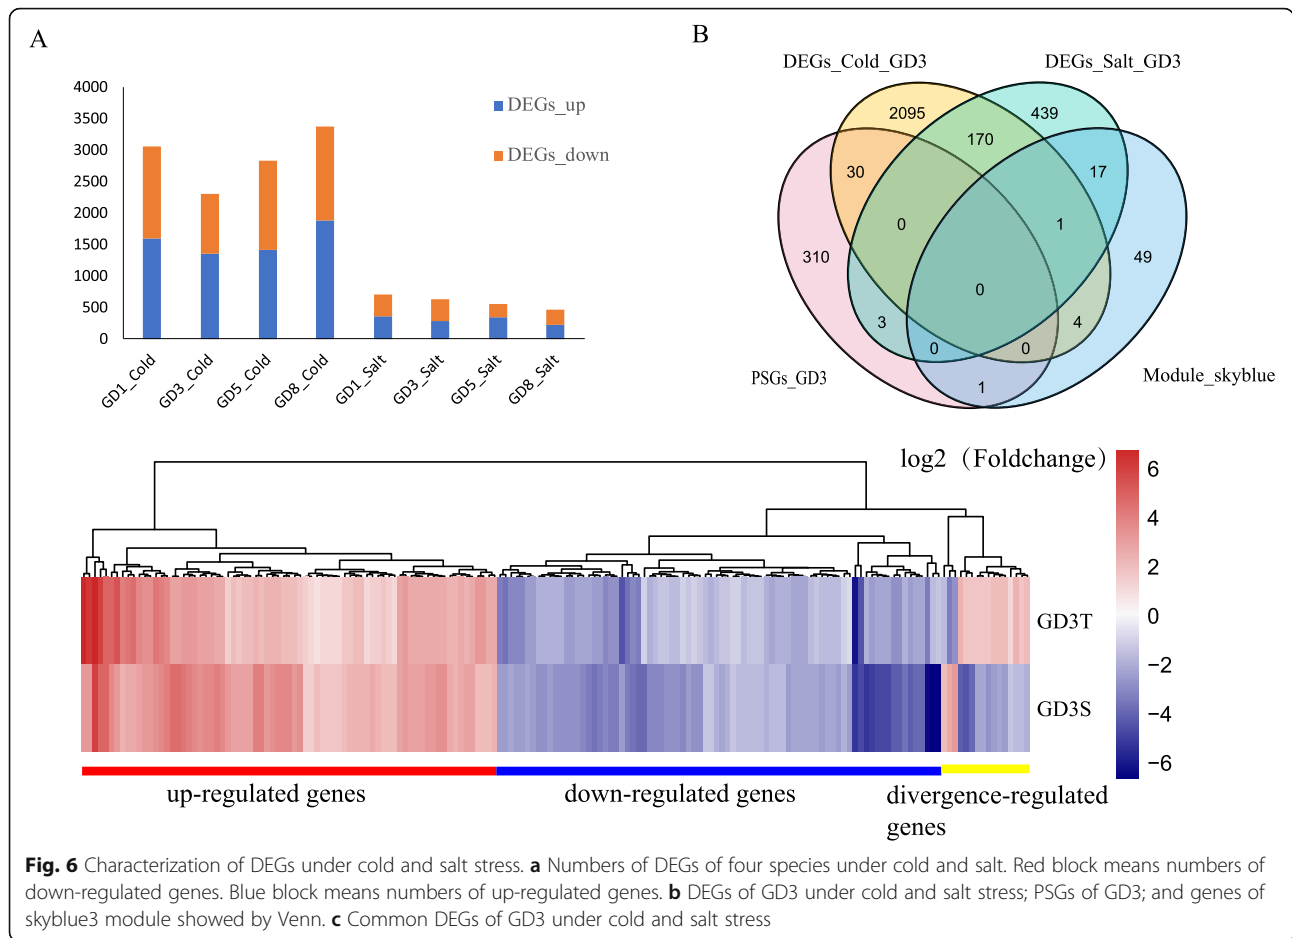 A
4000
3500
3000
2500
2000
1500
1000
500
0
DEGs_up
DEGs_down
GD1_Cold
GD3_Cold
GD5_Cold
GD8_Cold
GD1_Salt
GD3_Salt
GD5_Salt
GD8_Salt
B
DEGs_Cold_GD3
DEGs_Salt_GD3
2095
439
170
30
17
0
1
310
49
0
3
4
0
0
1
PSGs_GD3
Module_skyblue
log2（Foldchange）
6
4
2
0
−2
−4
−6
GD3T
GD3S
up-regulated genes
down-regulated genes
divergence-regulated
genes
Fig. 6 Characterization of DEGs under cold and salt stress. a Numbers of DEGs of four species under cold and salt. Red block means numbers of
down-regulated genes. Blue block means numbers of up-regulated genes. b DEGs of GD3 under cold and salt stress; PSGs of GD3; and genes of
skyblue3 module showed by Venn. c Common DEGs of GD3 under cold and salt stress